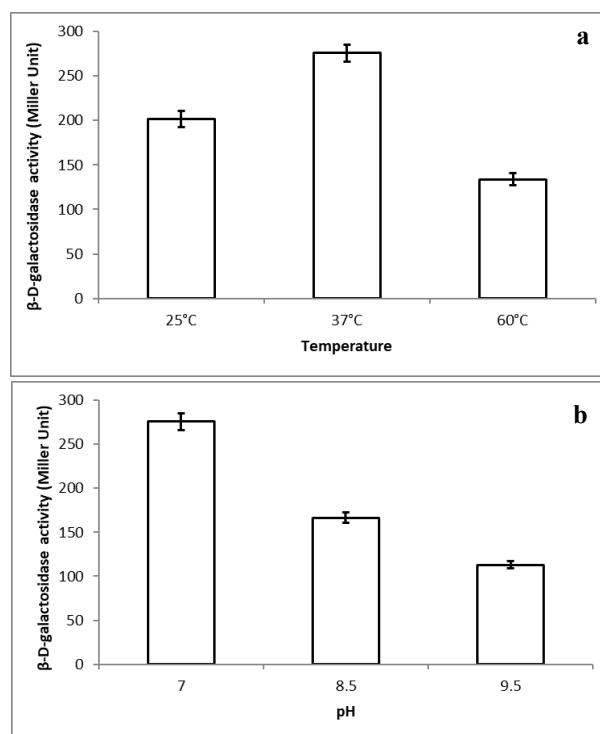 a
300
250
200
150
100
50
0
β-D-galactosidase activity (Miller Unit)
25°C 37°C 60°C
Temperature
b
300
250
200
150
100
50
0
β-D-galactosidase activity (Miller Unit)
7 8.5 9.5
pH